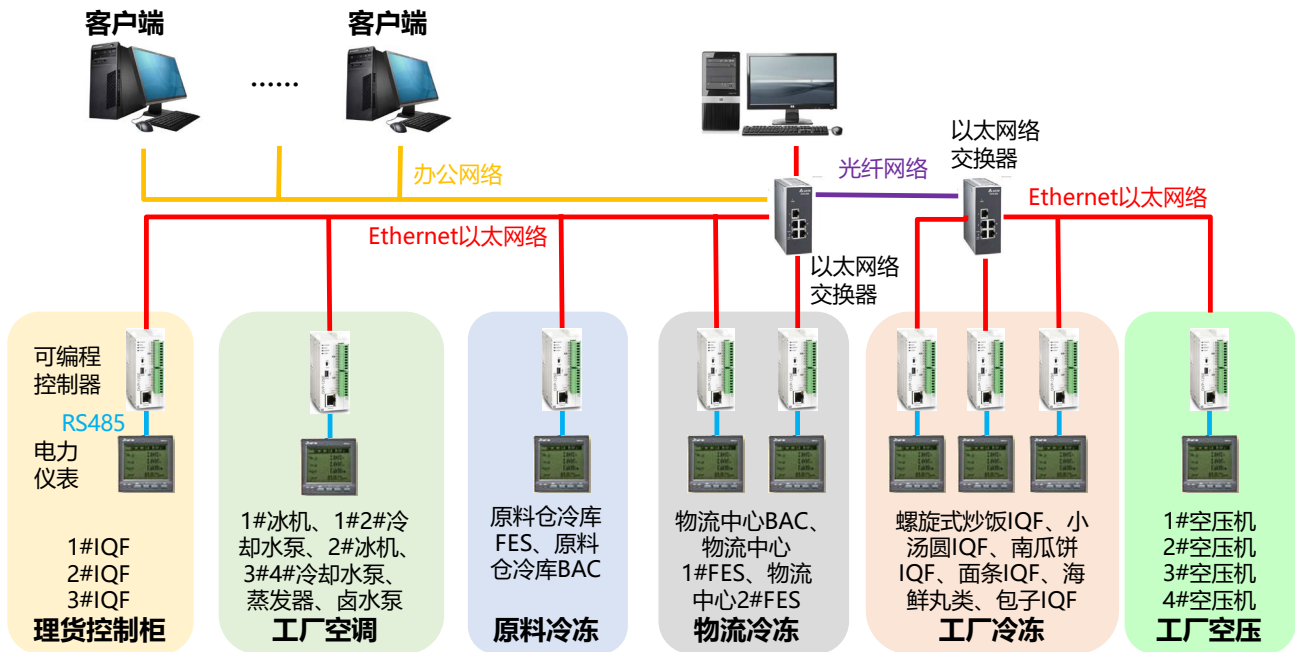 客户端
客户端
……
办公网络
光纤网络
以太网络
交换器
Ethernet以太网络
Ethernet以太网络
以太网络
交换器
可编程
控制器
RS485
电力
仪表
1#IQF
2#IQF
3#IQF
理货控制柜
1#冰机、1#2#冷
却水泵、2#冰机、
3#4#冷却水泵、
蒸发器、卤水泵
工厂空调
原料仓冷库
FES、原料
仓冷库BAC
原料冷冻
物流中心BAC、
物流中心
1#FES、物流
中心2#FES
物流冷冻
螺旋式炒饭IQF、小
汤圆IQF、南瓜饼
IQF、面条IQF、海
鲜丸类、包子IQF
工厂冷冻
1#空压机
2#空压机
3#空压机
4#空压机
工厂空压